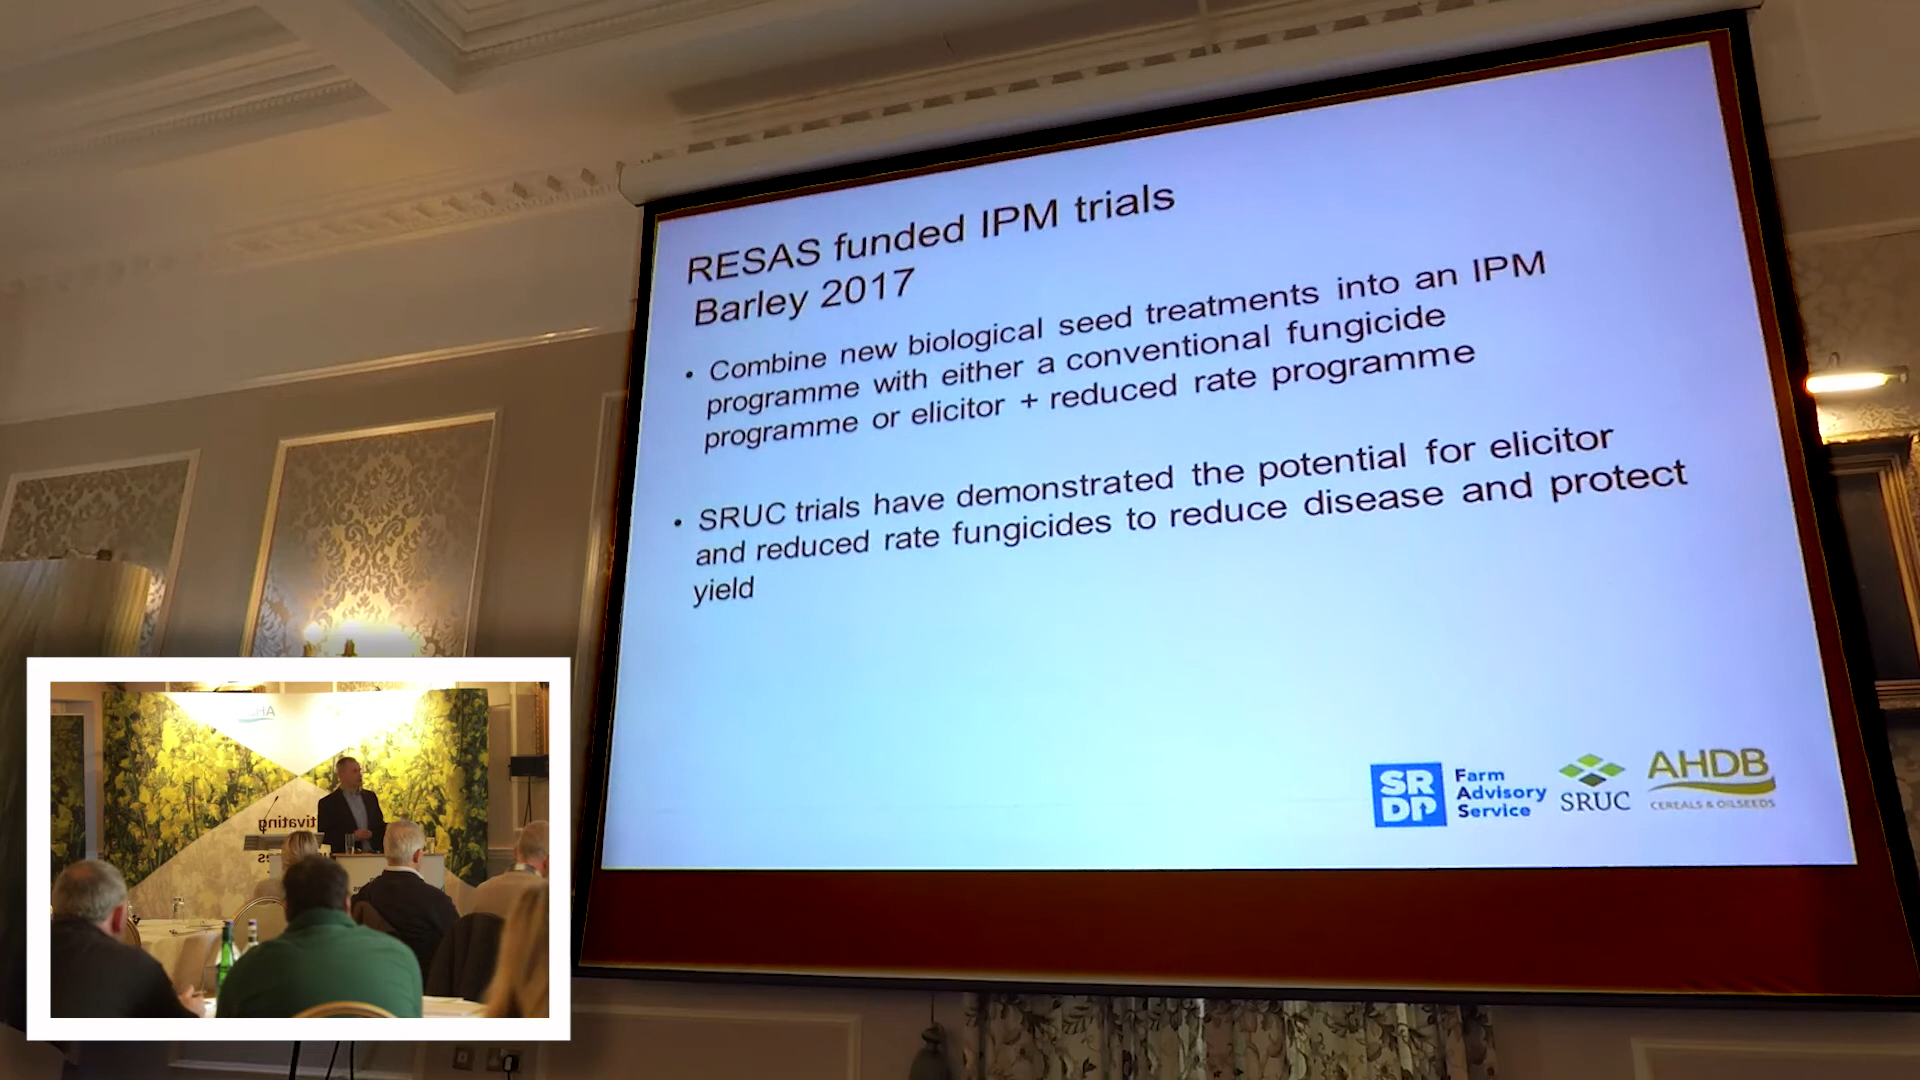 RESAS funded IPM trials
Barley 2017
• Combine new biological seed treatments into an IPM
programme with either a conventional fungicide
programme or elicitor + reduced rate programme
• SRUC trials have demonstrated the potential for elicitor
and reduced rate fungicides to reduce disease and protect
yield
SR
DP
Farm
Advisory
Service
SRUC
AHDB
CEREALS & OILSEEDS